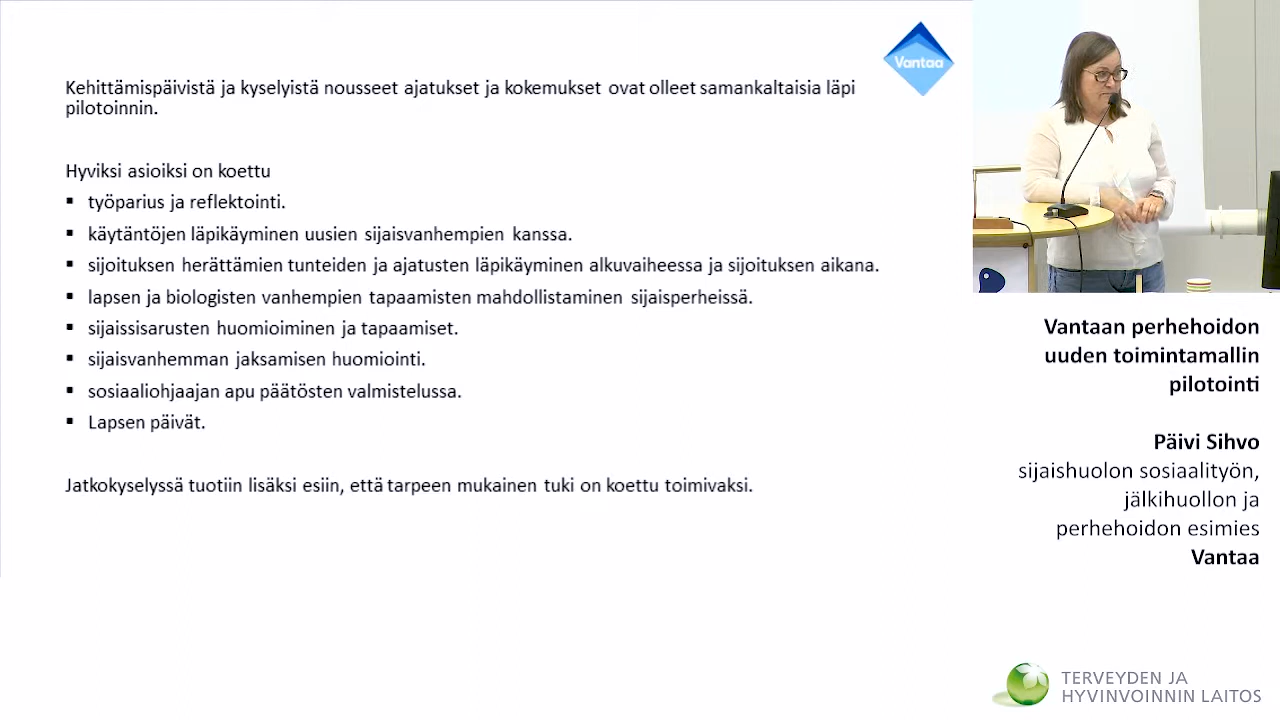 Vantaa
Kehittämispäivistä ja kyselyistä nousseet ajatukset ja kokemukset ovat olleet samankaltaisia läpi
pilotoinnin.
Hyviksi asioiksi on koettu
▪ työparius ja reflektointi.
▪ käytäntöjen läpikäyminen uusien sijaisvanhempien kanssa.
▪ sijoituksen herättämien tunteiden ja ajatusten läpikäyminen alkuvaiheessa ja sijoituksen aikana.
▪ lapsen ja biologisten vanhempien tapaamisten mahdollistaminen sijaisperheissä.
▪ sijaissisarusten huomioiminen ja tapaamiset.
▪ sijaisvanhemman jaksamisen huomiointi.
▪ sosiaaliohjaajan apu päätösten valmistelussa.
▪ Lapsen päivät.
Jatkokyselyssä tuotiin lisäksi esiin, että tarpeen mukainen tuki on koettu toimivaksi.
Vantaan perhehoidon
uuden toimintamallin
pilotointi
Päivi Sihvo
sijaishuolon sosiaalityön,
jälkihuollon ja
perhehoidon esimies
Vantaa
TERVEYDEN JA
HYVINVOINNIN LAITOS